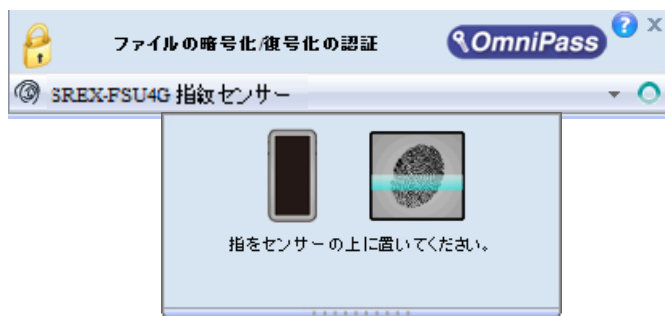 ファイルの暗号化/復号化の認証
OmniPass
?
x
SREX-FSU4G 指紋センサー
指をセンサーの上に置いてください。